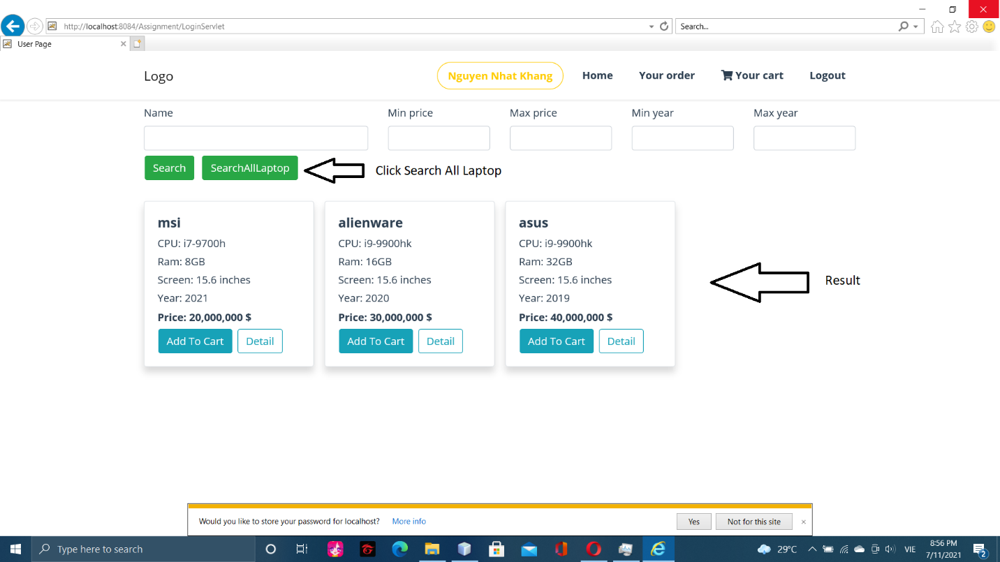 http://localhost:8084/Assignment/LoginServlet
Search...
User Page
Logo
Nguyen Nhat Khang
Home
Your order
Your cart
Logout
Name
Min price
Max price
Min year
Max year
Search
SearchAllLaptop
Click Search All Laptop
msi
CPU: i7-9700h
Ram: 8GB
Screen: 15.6 inches
Year: 2021
Price: 20,000,000 $
Add To Cart
Detail
alienware
CPU: i9-9900hk
Ram: 16GB
Screen: 15.6 inches
Year: 2020
Price: 30,000,000 $
Add To Cart
Detail
asus
CPU: i9-9900hk
Ram: 32GB
Screen: 15.6 inches
Year: 2019
Price: 40,000,000 $
Add To Cart
Detail
Result
Would you like to store your password for localhost?
More info
Yes
Not for this site
Type here to search
29°C
VIE
8:56 PM
7/11/2021
2